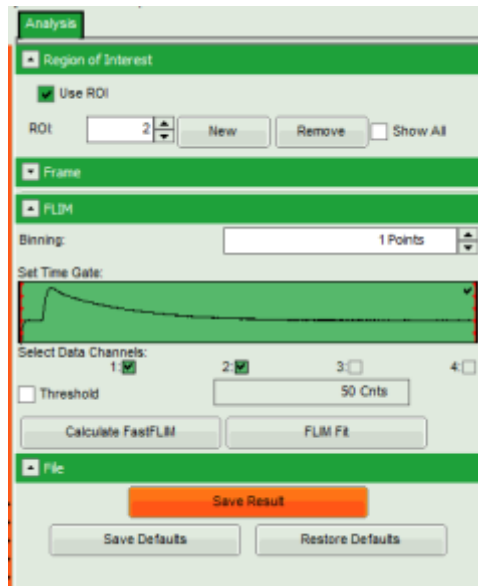 Analysis
Region of Interest
Use ROI
ROI: 2 New Remove Show All
Frame
FLIM
Binning: 1 Points
Set Time Gate:
Select Data Channels:
1: 2: 3: 4:
Threshold 50 Cnts
Calculate FastFLIM FLIM Fit
File
Save Result
Save Defaults Restore Defaults